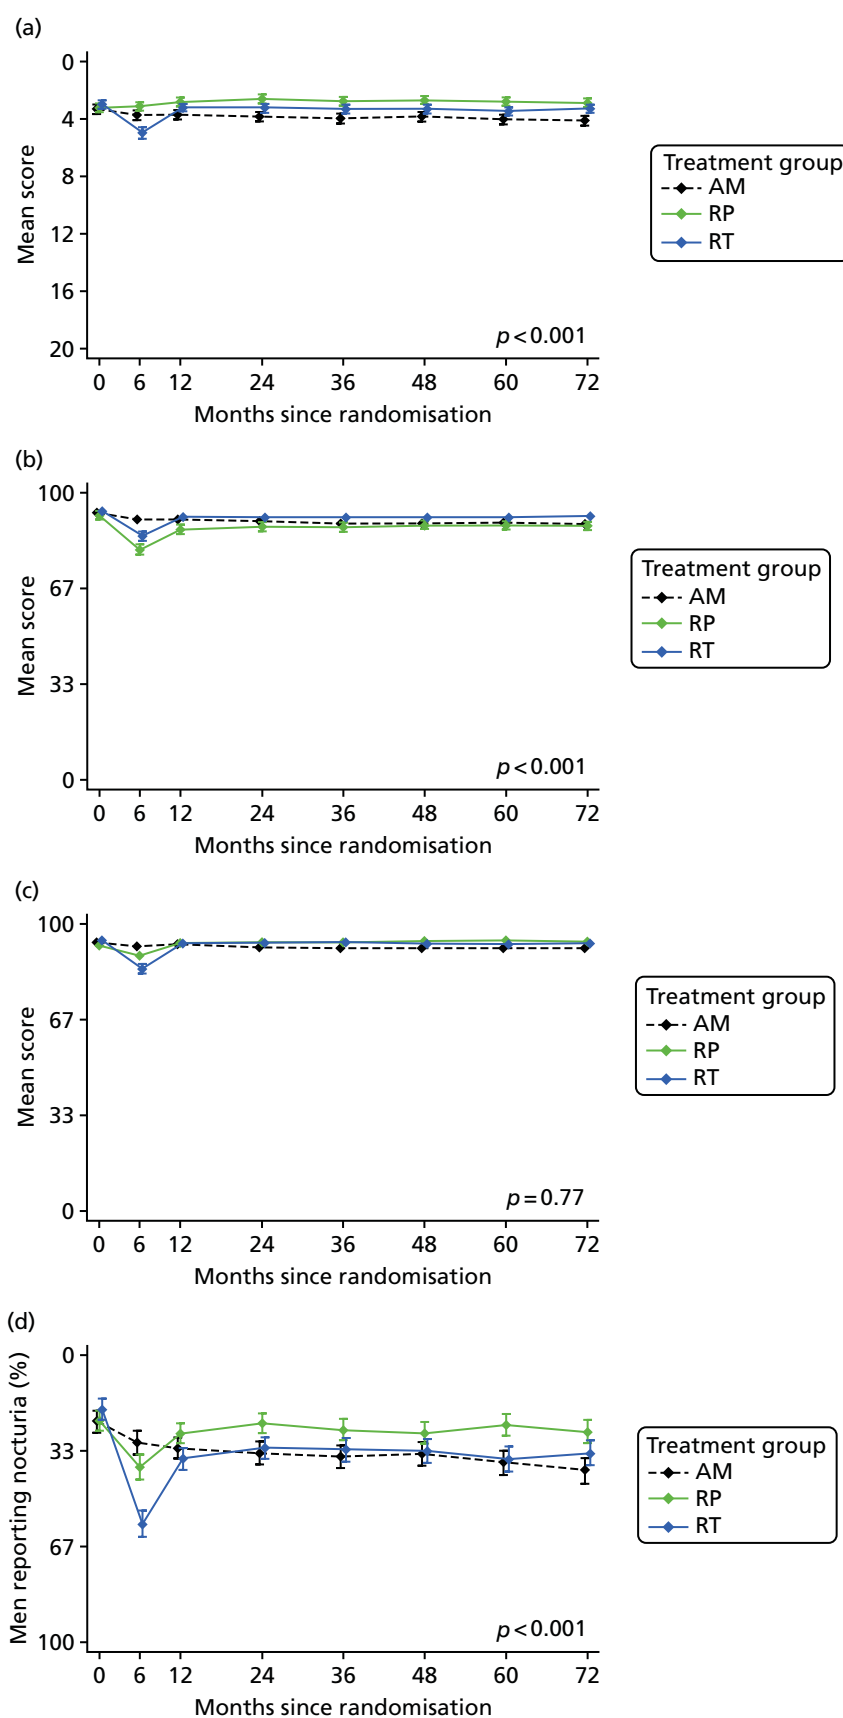 (a)
0
4
8
12
16
20
Mean score
p<0.001
0 6 12 24 36 48 60 72
Months since randomisation
Treatment group
AM
RP
RT
(b)
100
67
33
0
Mean score
p<0.001
0 6 12 24 36 48 60 72
Months since randomisation
Treatment group
AM
RP
RT
(c)
100
67
33
0
Mean score
p=0.77
0 6 12 24 36 48 60 72
Months since randomisation
Treatment group
AM
RP
RT
(d)
0
33
67
100
Men reporting nocturia (%)
p<0.001
0 6 12 24 36 48 60 72
Months since randomisation
Treatment group
AM
RP
RT